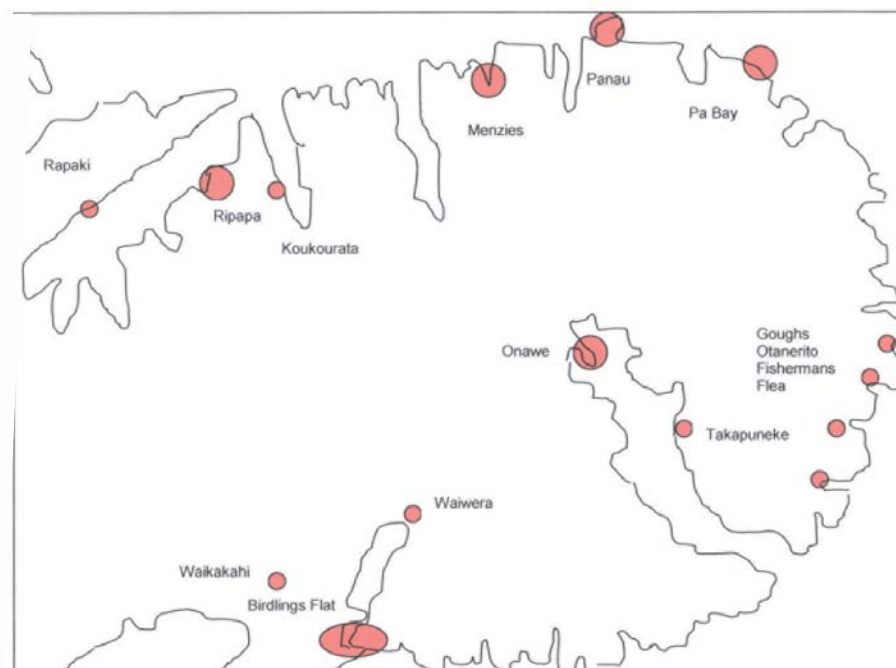 Panau
Pa Bay
Menzies
Rapaki
Ripapa
Koukourata
Onawe
Goughs
Otanerito
Fishermans
Flea
Takapuneke
Waiwera
Waikakahi
Birdlings Flat